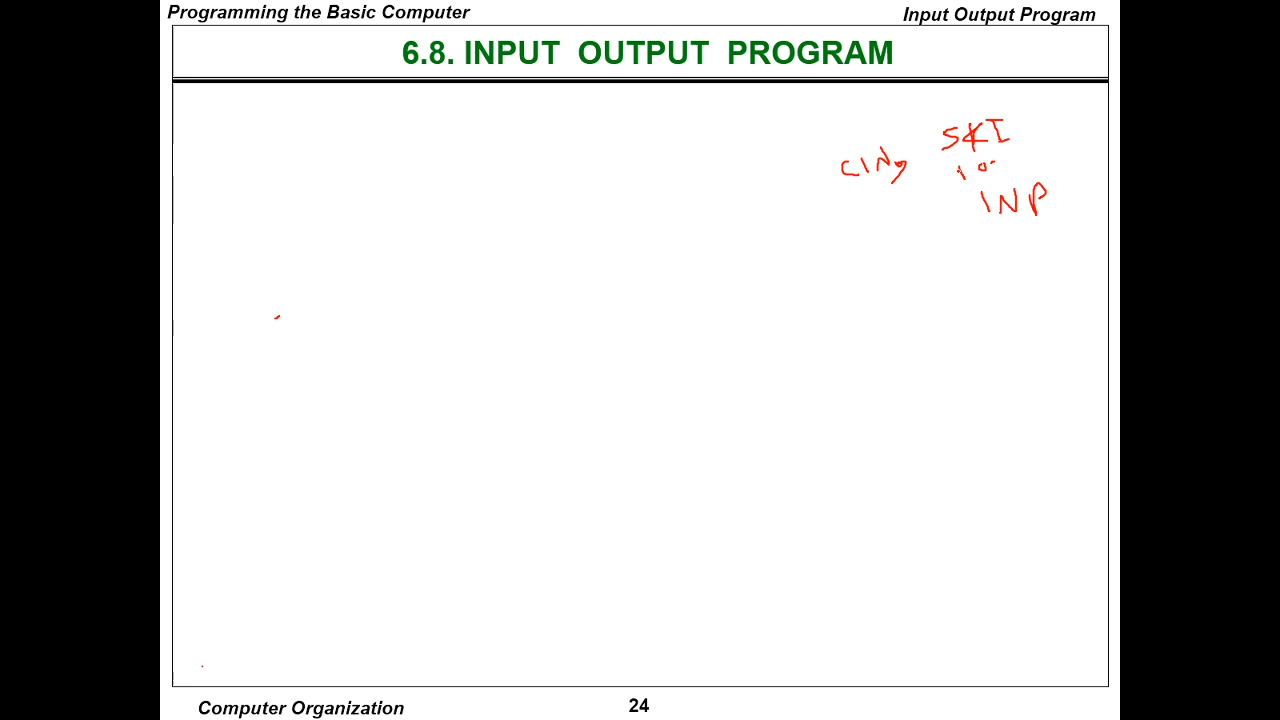 Programming the Basic Computer
Input Output Program
6.8. INPUT OUTPUT PROGRAM
SKI
CIN,
INP
Computer Organization
24